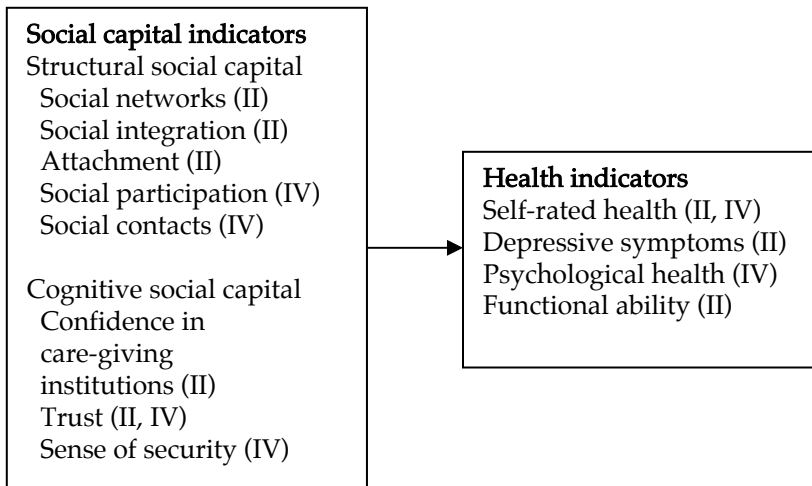 Social capital indicators
Structural social capital
Social networks (II)
Social integration (II)
Attachment (II)
Social participation (IV)
Social contacts (IV)
Cognitive social capital
Confidence in
care-giving
institutions (II)
Trust (II, IV)
Sense of security (IV)
Health indicators
Self-rated health (II, IV)
Depressive symptoms (II)
Psychological health (IV)
Functional ability (II)